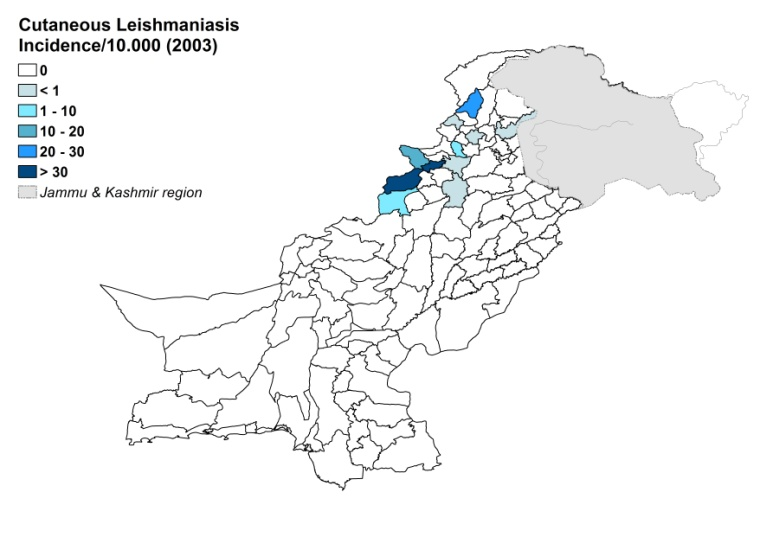 Cutaneous Leishmaniasis
Incidence/10.000 (2003)
0
< 1
1 - 10
10 - 20
20 - 30
> 30
Jammu & Kashmir region